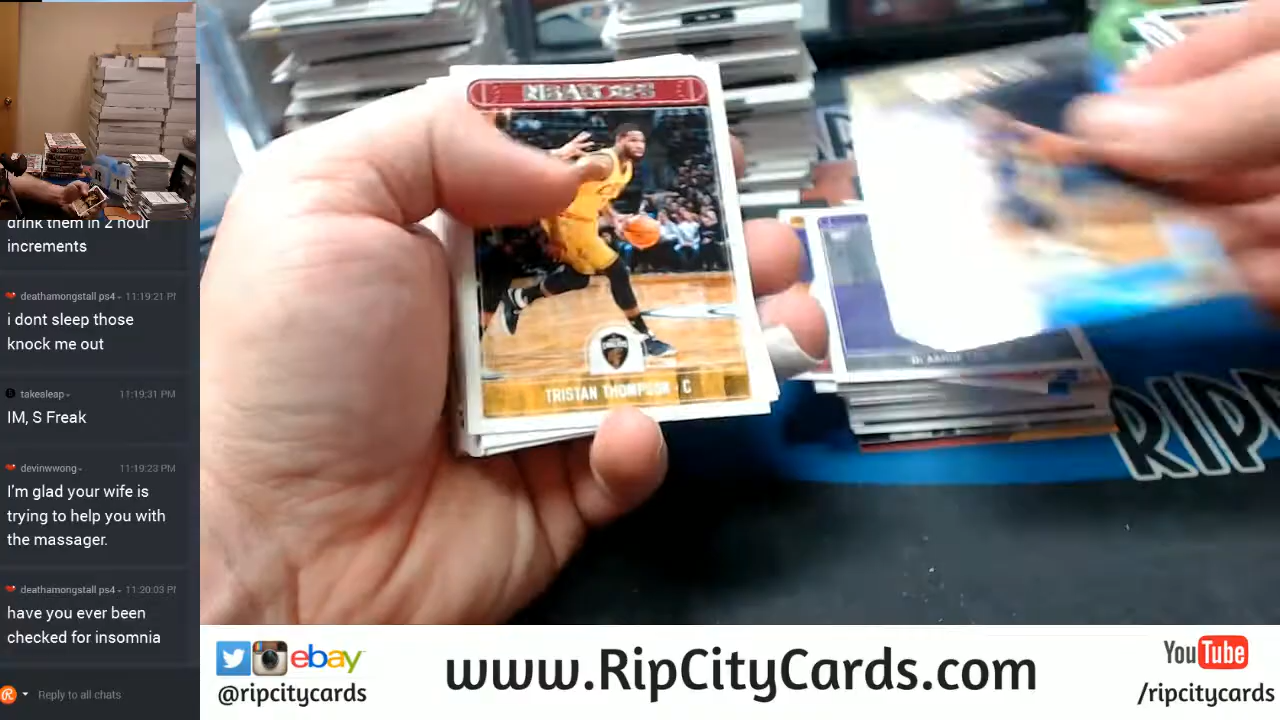 drink them in 2 hour
increments
deathamongstall ps4 - 11:19:21 PM
i dont sleep those
knock me out
takealeap - 11:19:31 PM
IM, S Freak
devinwwong - 11:19:23 PM
I'm glad your wife is
trying to help you with
the massager.
deathamongstall ps4 - 11:20:03 PM
have you ever been
checked for insomnia
Reply to all chats
NBA HOOPS
CAVALIERS
TRISTAN THOMPSON - C
RIP
ebay
@ripcitycards
www.RipCityCards.com
YouTube
/ripcitycards